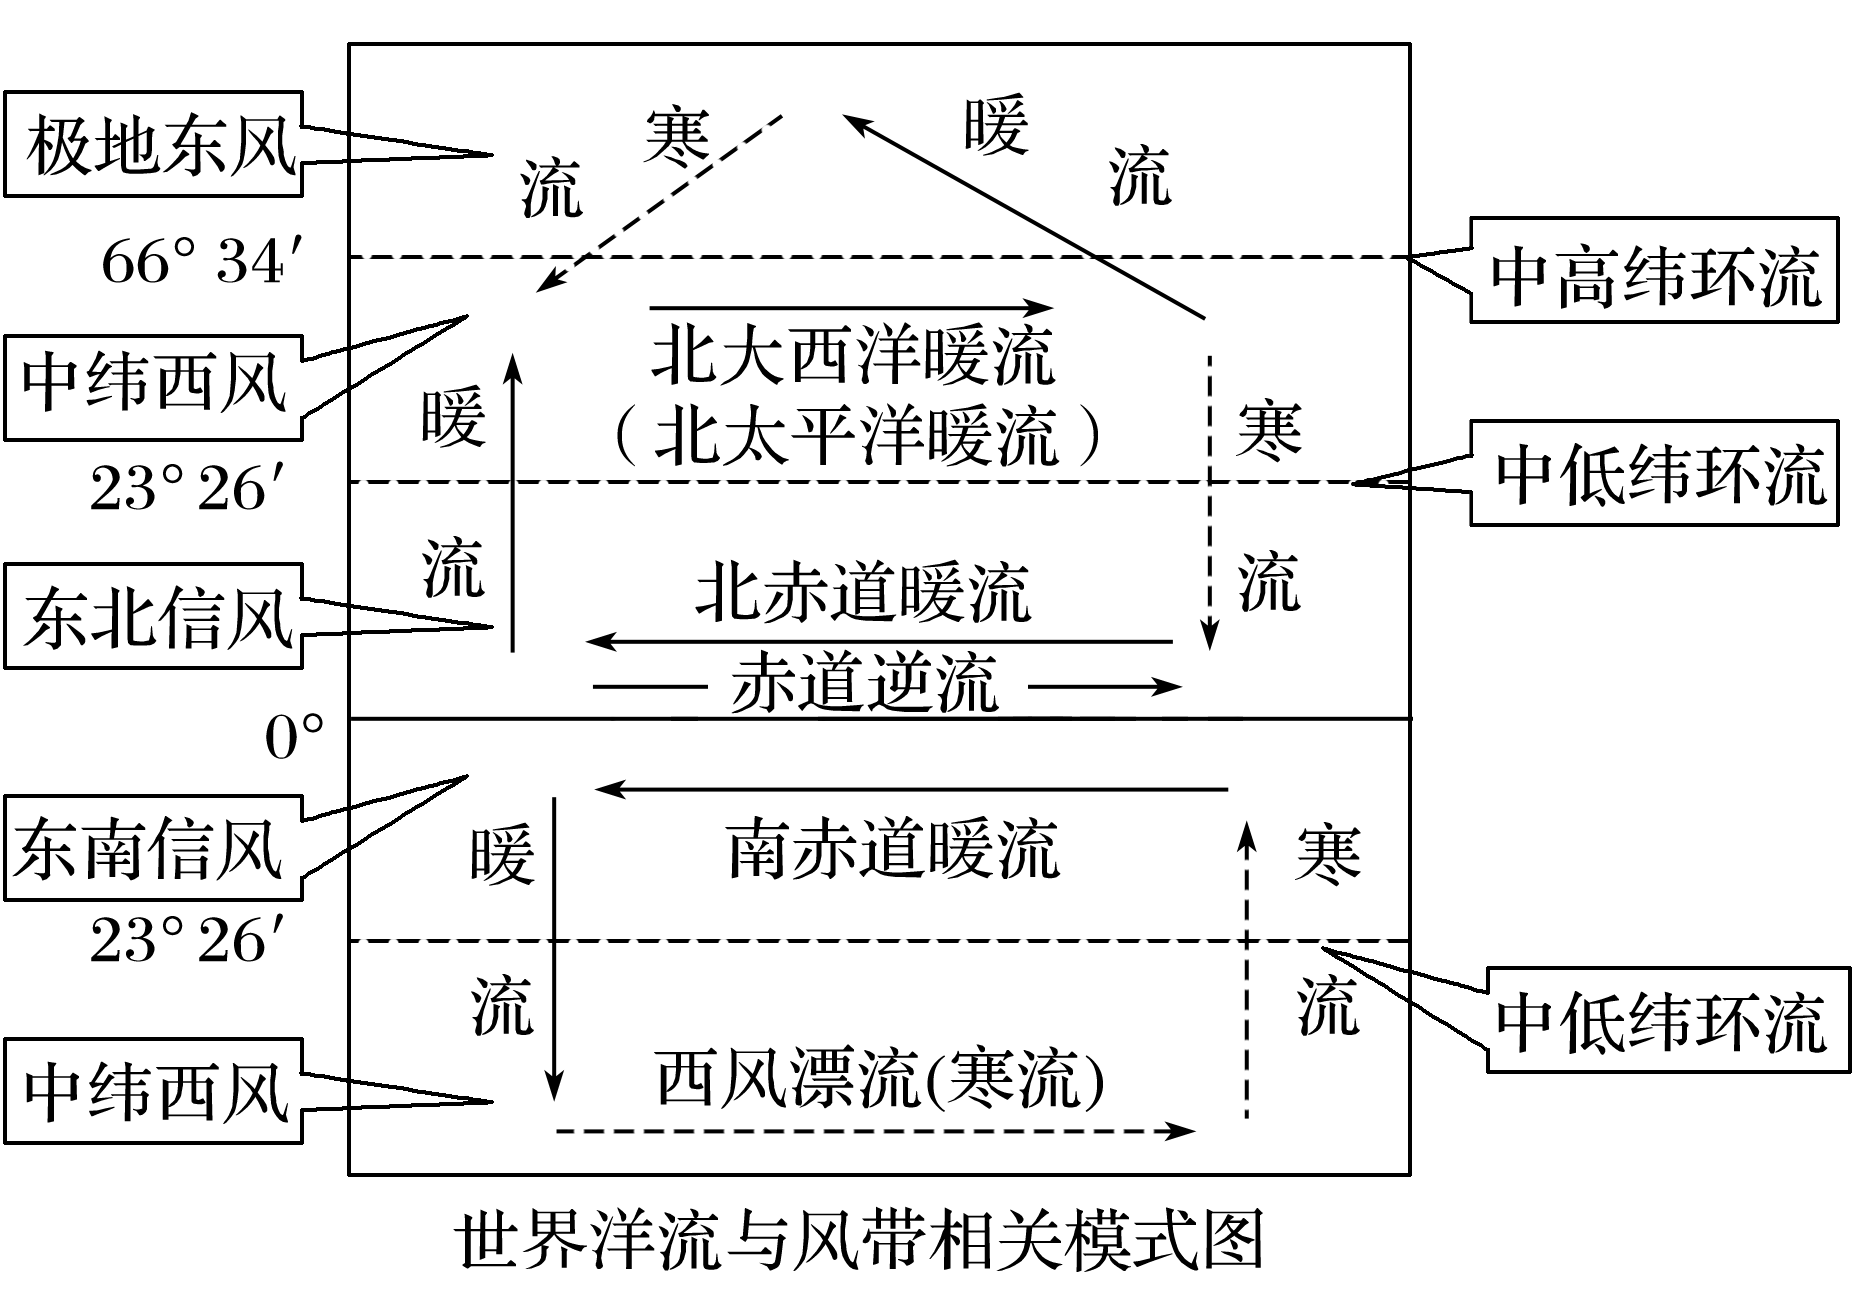 极地东风
寒
流
暖
流
66° 34′
中高纬环流
中纬西风
北大西洋暖流
（北太平洋暖流）
暖
流
寒
流
23° 26′
中低纬环流
东北信风
北赤道暖流
赤道逆流
0°
东南信风
南赤道暖流
暖
流
寒
流
23° 26′
中低纬环流
中纬西风
西风漂流(寒流)
世界洋流与风带相关模式图